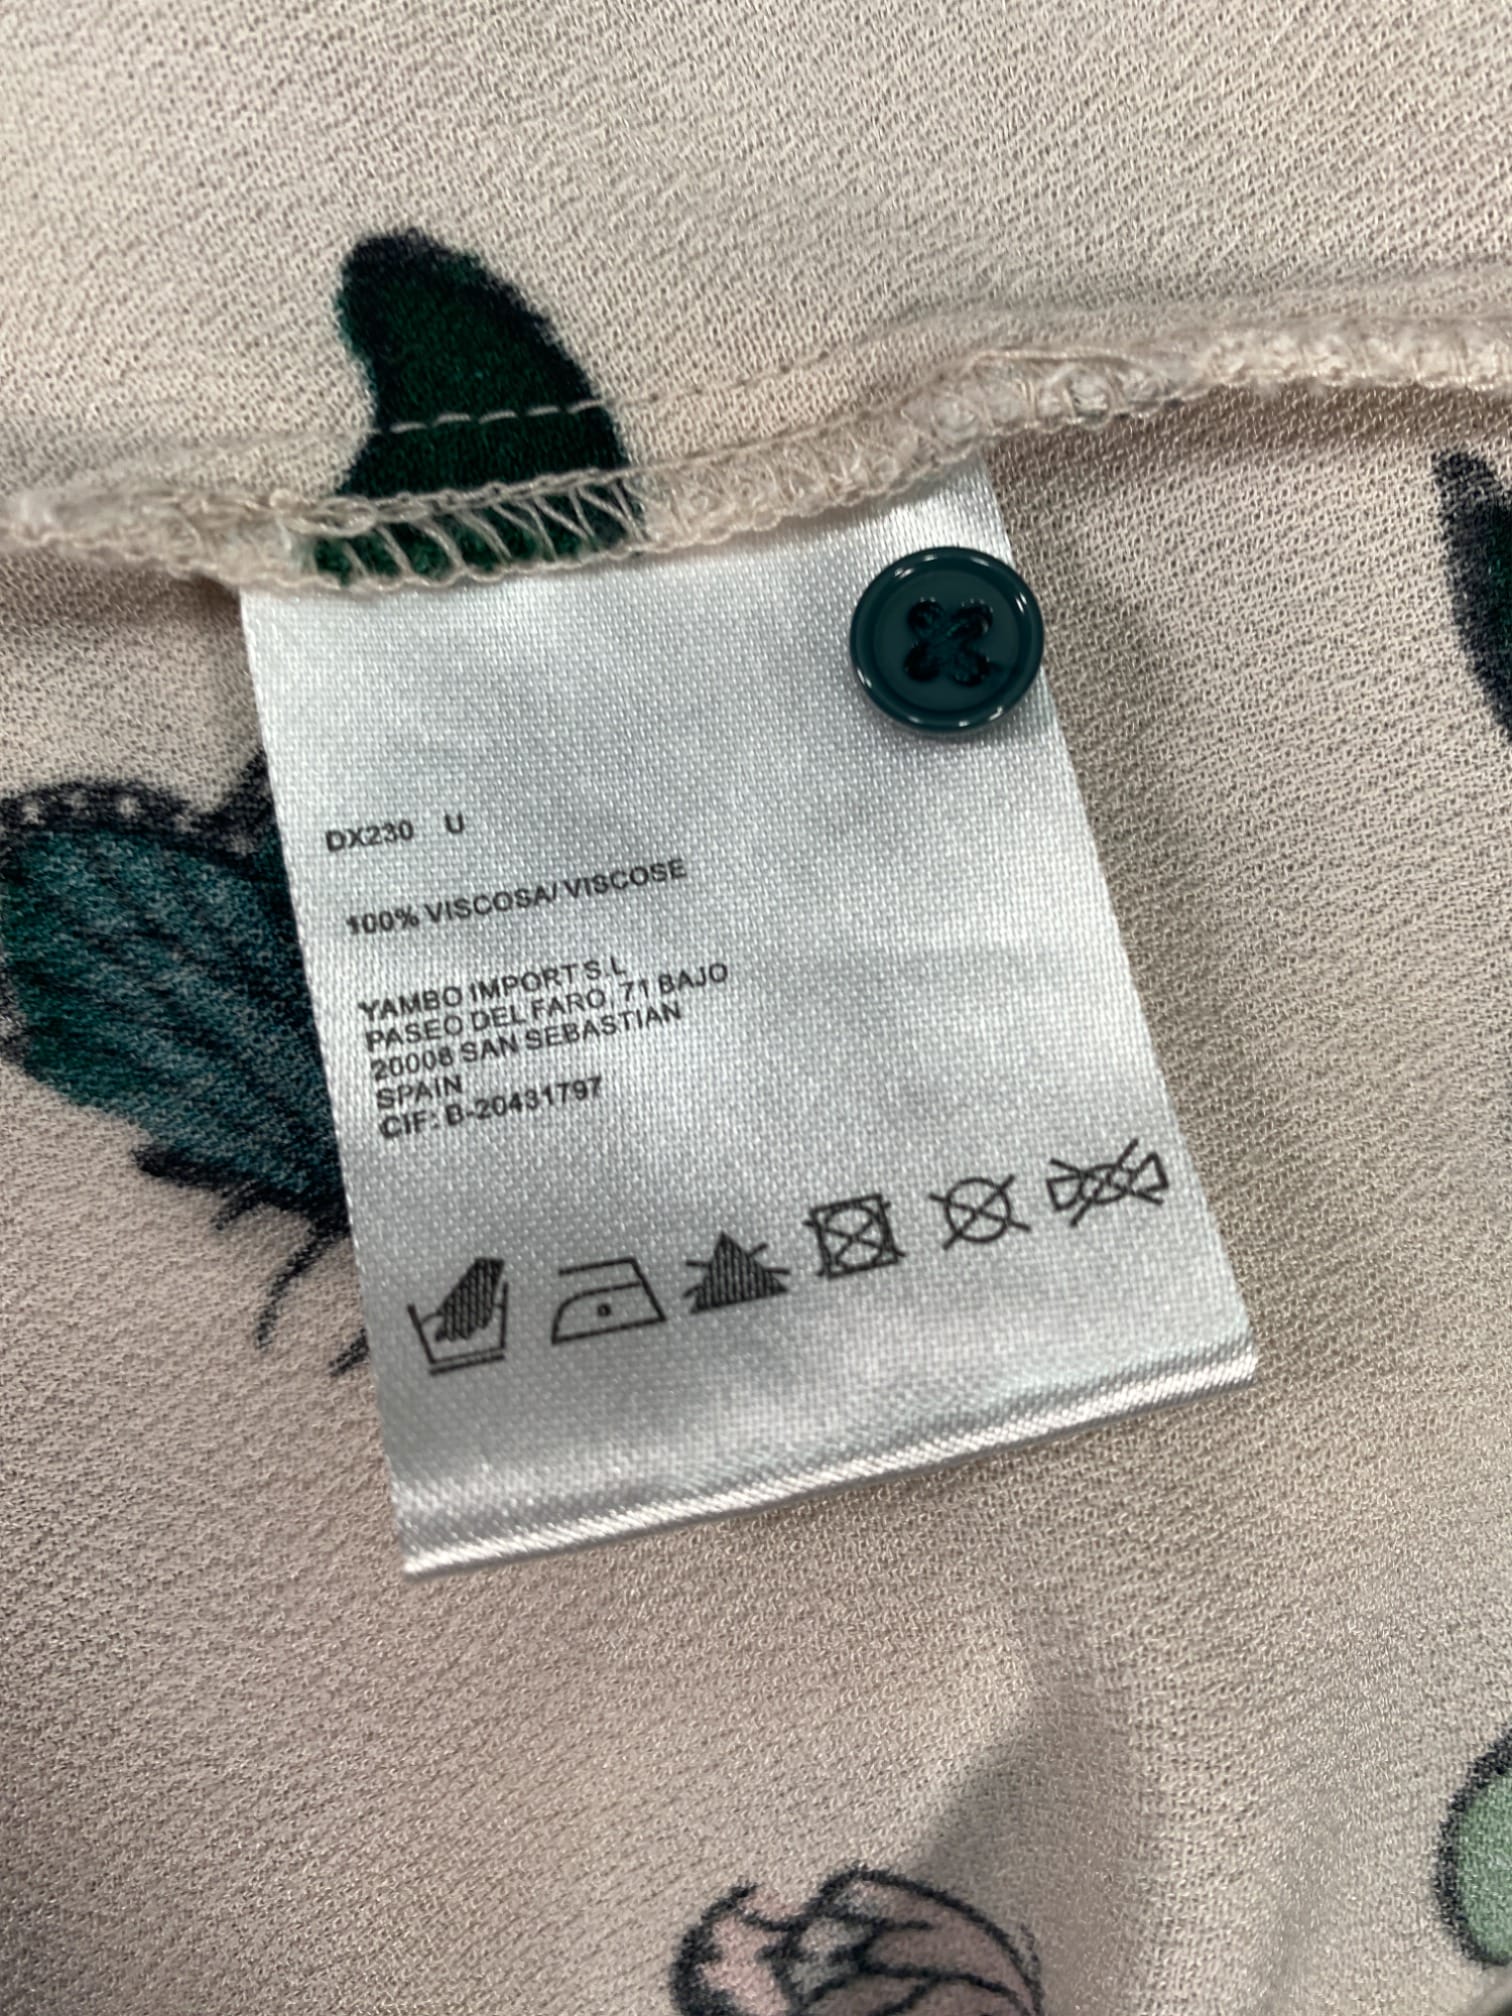 DX230 U
100% VISCOSA/VISCOSE
YAMBO IMPORT S.L
PASEO DEL FARO, 71 BAJO
20008 SAN SEBASTIAN
SPAIN
CIF: B-20431797